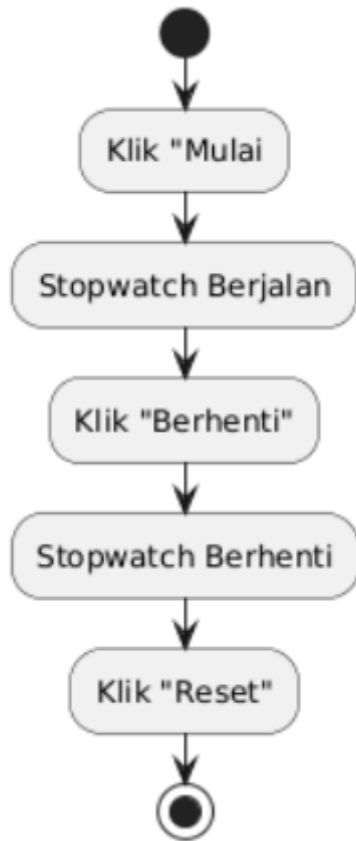 Klik "Mulai
Stopwatch Berjalan
Klik "Berhenti"
Stopwatch Berhenti
Klik "Reset"